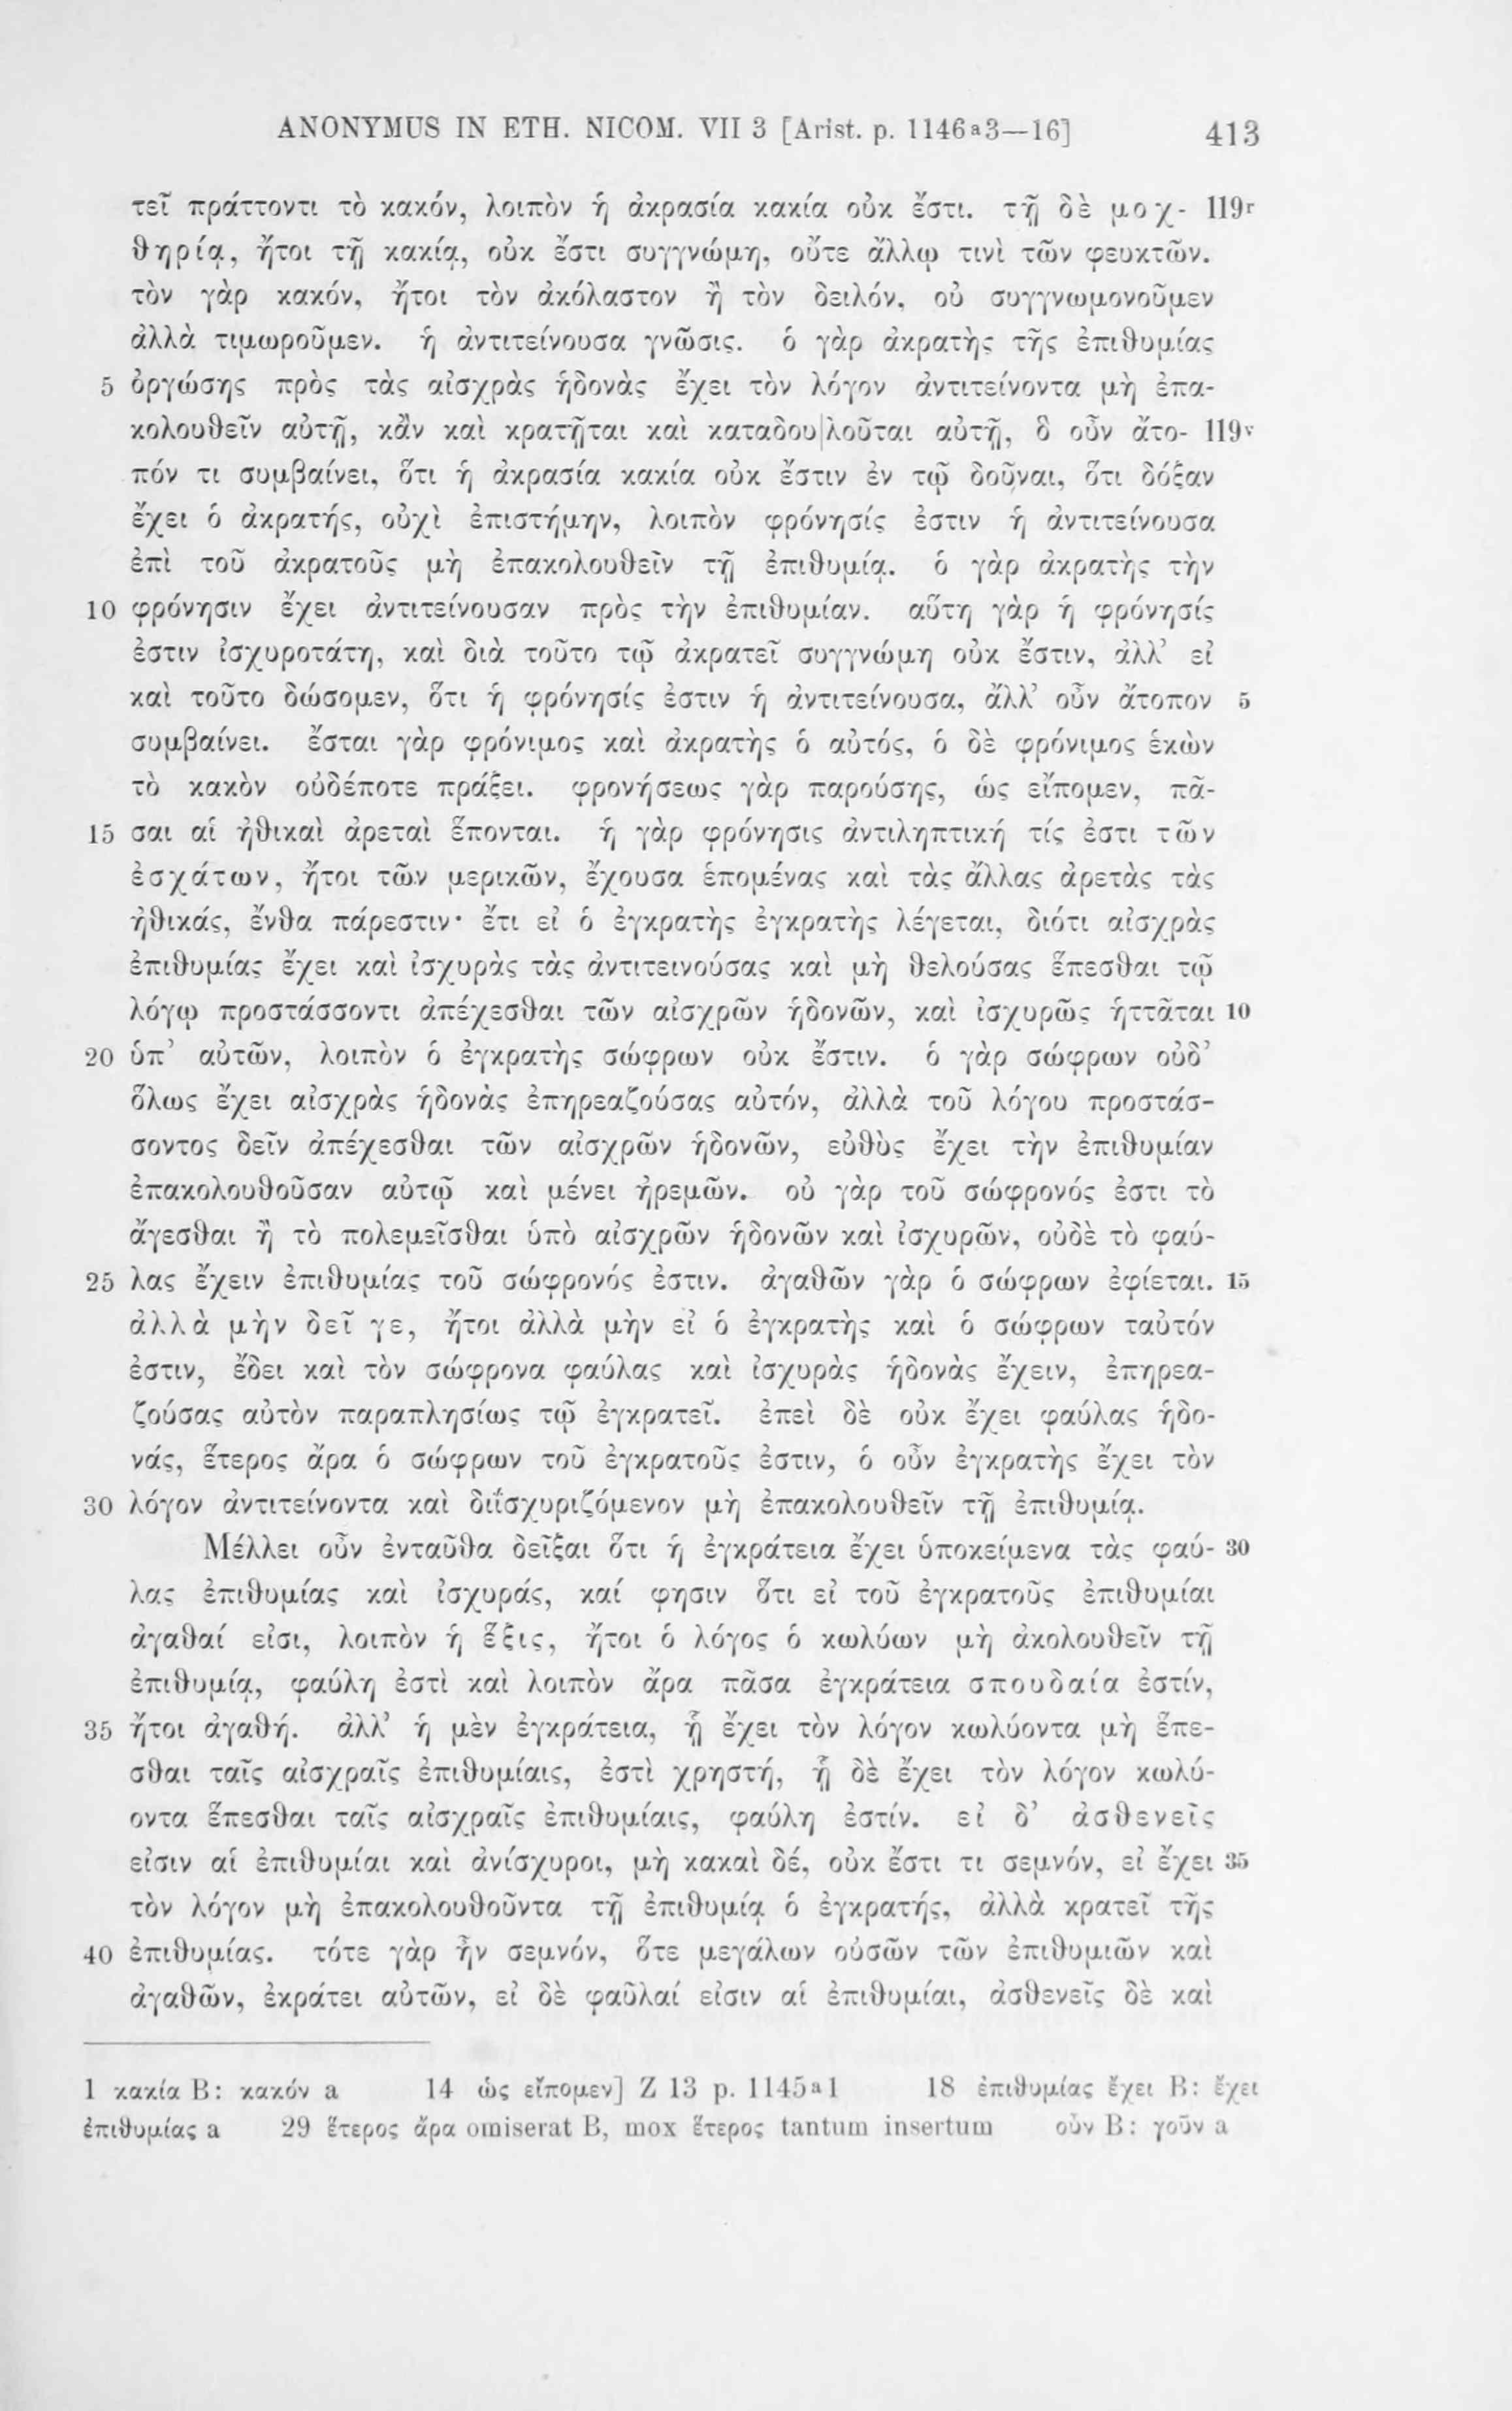 ANONYMUS IN ETH. NICOM. VII 3 [Arist. p. 1146a3—16] 413
τεῖ πράττοντι τὸ κακόν, λοιπὸν ἡ ἀκρασία κακία οὐκ ἔστι. τῇ δὲ μοχ- 119r
θηρίᾳ, ἤτοι τῇ κακίᾳ, οὐκ ἔστι συγγνώμη, οὔτε ἄλλῳ τινὶ τῶν φευκτῶν.
τὸν γὰρ κακόν, ἤτοι τὸν ἀκόλαστον ἢ τὸν δειλόν, οὐ συγγνωμονοῦμεν
ἀλλὰ τιμωροῦμεν. ἡ ἀντιτείνουσα γνῶσις. ὁ γὰρ ἀκρατὴς τῆς ἐπιθυμίας
5 ὀργώσης πρὸς τὰς αἰσχρὰς ἡδονὰς ἔχει τὸν λόγον ἀντιτείνοντα μὴ ἐπα-
κολουθεῖν αὐτῇ, κἂν καὶ κρατῆται καὶ καταδου|λοῦται αὐτῇ, ὃ οὖν ἄτο- 119v
πόν τι συμβαίνει, ὅτι ἡ ἀκρασία κακία οὐκ ἔστιν ἐν τῷ δοῦναι, ὅτι δόξαν
ἔχει ὁ ἀκρατής, οὐχὶ ἐπιστήμην, λοιπὸν φρόνησίς ἐστιν ἡ ἀντιτείνουσα
ἐπὶ τοῦ ἀκρατοῦς μὴ ἐπακολουθεῖν τῇ ἐπιθυμίᾳ. ὁ γὰρ ἀκρατὴς τὴν
10 φρόνησιν ἔχει ἀντιτείνουσαν πρὸς τὴν ἐπιθυμίαν. αὕτη γὰρ ἡ φρόνησίς
ἐστιν ἰσχυροτάτη, καὶ διὰ τοῦτο τῷ ἀκρατεῖ συγγνώμη οὐκ ἔστιν, ἀλλ’ εἰ
καὶ τοῦτο δώσομεν, ὅτι ἡ φρόνησίς ἐστιν ἡ ἀντιτείνουσα, ἄλλ’ οὖν ἄτοπον 5
συμβαίνει. ἔσται γὰρ φρόνιμος καὶ ἀκρατὴς ὁ αὐτός, ὁ δὲ φρόνιμος ἑκὼν
τὸ κακὸν οὐδέποτε πράξει. φρονήσεως γὰρ παρούσης, ὡς εἴπομεν, πᾶ-
15 σαι αἱ ἠθικαὶ ἀρεταὶ ἕπονται. ἡ γὰρ φρόνησις ἀντιληπτική τίς ἐστι τῶν
ἐσχάτων, ἤτοι τῶν μερικῶν, ἔχουσα ἑπομένας καὶ τὰς ἄλλας ἀρετὰς τὰς
ἠθικάς, ἔνθα πάρεστιν· ἔτι εἰ ὁ ἐγκρατὴς ἐγκρατὴς λέγεται, διότι αἰσχρὰς
ἐπιθυμίας ἔχει καὶ ἰσχυρὰς τὰς ἀντιτεινούσας καὶ μὴ θελούσας ἕπεσθαι τῷ
λόγῳ προστάσσοντι ἀπέχεσθαι τῶν αἰσχρῶν ἡδονῶν, καὶ ἰσχυρῶς ἡττᾶται 10
20 ὑπ’ αὐτῶν, λοιπὸν ὁ ἐγκρατὴς σώφρων οὐκ ἔστιν. ὁ γὰρ σώφρων οὐδ’
ὅλως ἔχει αἰσχρὰς ἡδονὰς ἐπηρεαζούσας αὐτόν, ἀλλὰ τοῦ λόγου προστάσ-
σοντος δεῖν ἀπέχεσθαι τῶν αἰσχρῶν ἡδονῶν, εὐθὺς ἔχει τὴν ἐπιθυμίαν
ἐπακολουθοῦσαν αὐτῷ καὶ μένει ἠρεμῶν. οὐ γὰρ τοῦ σώφρονός ἐστι τὸ
ἄγεσθαι ἢ τὸ πολεμεῖσθαι ὑπὸ αἰσχρῶν ἡδονῶν καὶ ἰσχυρῶν, οὐδὲ τὸ φαύ-
25 λας ἔχειν ἐπιθυμίας τοῦ σώφρονός ἐστιν. ἀγαθῶν γὰρ ὁ σώφρων ἐφίεται. 15
ἀλλὰ μὴν δεῖ γε, ἤτοι ἀλλὰ μὴν εἰ ὁ ἐγκρατὴς καὶ ὁ σώφρων ταὐτόν
ἐστιν, ἔδει καὶ τὸν σώφρονα φαύλας καὶ ἰσχυρὰς ἡδονὰς ἔχειν, ἐπηρεα-
ζούσας αὐτὸν παραπλησίως τῷ ἐγκρατεῖ. ἐπεὶ δὲ οὐκ ἔχει φαύλας ἡδο-
νάς, ἕτερος ἄρα ὁ σώφρων τοῦ ἐγκρατοῦς ἐστιν, ὁ οὖν ἐγκρατὴς ἔχει τὸν
30 λόγον ἀντιτείνοντα καὶ διϊσχυριζόμενον μὴ ἐπακολουθεῖν τῇ ἐπιθυμίᾳ.
Μέλλει οὖν ἐνταῦθα δεῖξαι ὅτι ἡ ἐγκράτεια ἔχει ὑποκείμενα τὰς φαύ- 30
λας ἐπιθυμίας καὶ ἰσχυράς, καί φησιν ὅτι εἰ τοῦ ἐγκρατοῦς ἐπιθυμίαι
ἀγαθαί εἰσι, λοιπὸν ἡ ἕξις, ἤτοι ὁ λόγος ὁ κωλύων μὴ ἀκολουθεῖν τῇ
ἐπιθυμίᾳ, φαύλη ἐστὶ καὶ λοιπὸν ἄρα πᾶσα ἐγκράτεια σπουδαία ἐστίν,
35 ἤτοι ἀγαθή. ἀλλ’ ἡ μὲν ἐγκράτεια, ᾗ ἔχει τὸν λόγον κωλύοντα μὴ ἕπε-
σθαι ταῖς αἰσχραῖς ἐπιθυμίαις, ἐστὶ χρηστή, ᾗ δὲ ἔχει τὸν λόγον κωλύ-
οντα ἕπεσθαι ταῖς αἰσχραῖς ἐπιθυμίαις, φαύλη ἐστίν. εἰ δ’ ἀσθενεῖς
εἰσιν αἱ ἐπιθυμίαι καὶ ἀνίσχυροι, μὴ κακαὶ δέ, οὐκ ἔστι τι σεμνόν, εἰ ἔχει 35
τὸν λόγον μὴ ἐπακολουθοῦντα τῇ ἐπιθυμίᾳ ὁ ἐγκρατής, ἀλλὰ κρατεῖ τῆς
40 ἐπιθυμίας. τότε γὰρ ἦν σεμνόν, ὅτε μεγάλων οὐσῶν τῶν ἐπιθυμιῶν καὶ
ἀγαθῶν, ἐκράτει αὐτῶν, εἰ δὲ φαῦλαί εἰσιν αἱ ἐπιθυμίαι, ἀσθενεῖς δὲ καὶ
1 κακία B: κακόν a 14 ὡς εἴπομεν] Z 13 p. 1145a1 18 ἐπιθυμίας ἔχει B: ἔχει
ἐπιθυμίας a 29 ἕτερος ἄρα omiserat B, mox ἕτερος tantum insertum οὖν B: γοῦν a